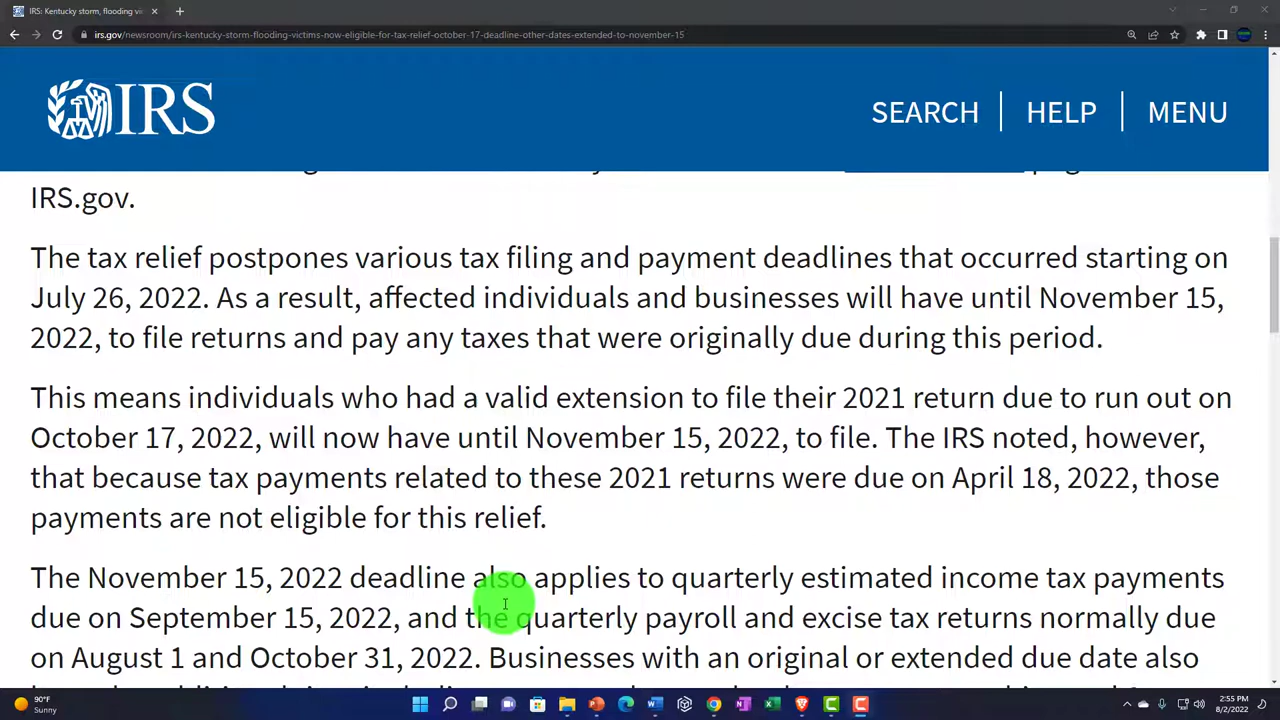 IRS: Kentucky storm, flooding vi
irs.gov/newsroom/irs-kentucky-storm-flooding-victims-now-eligible-for-tax-relief-october-17-deadline-other-dates-extended-to-november-15
IRS
SEARCH
HELP
MENU
IRS.gov.
The tax relief postpones various tax filing and payment deadlines that occurred starting on
July 26, 2022. As a result, affected individuals and businesses will have until November 15,
2022, to file returns and pay any taxes that were originally due during this period.
This means individuals who had a valid extension to file their 2021 return due to run out on
October 17, 2022, will now have until November 15, 2022, to file. The IRS noted, however,
that because tax payments related to these 2021 returns were due on April 18, 2022, those
payments are not eligible for this relief.
The November 15, 2022 deadline also applies to quarterly estimated income tax payments
due on September 15, 2022, and the quarterly payroll and excise tax returns normally due
on August 1 and October 31, 2022. Businesses with an original or extended due date also
90°F
Sunny
2:55 PM
8/2/2022